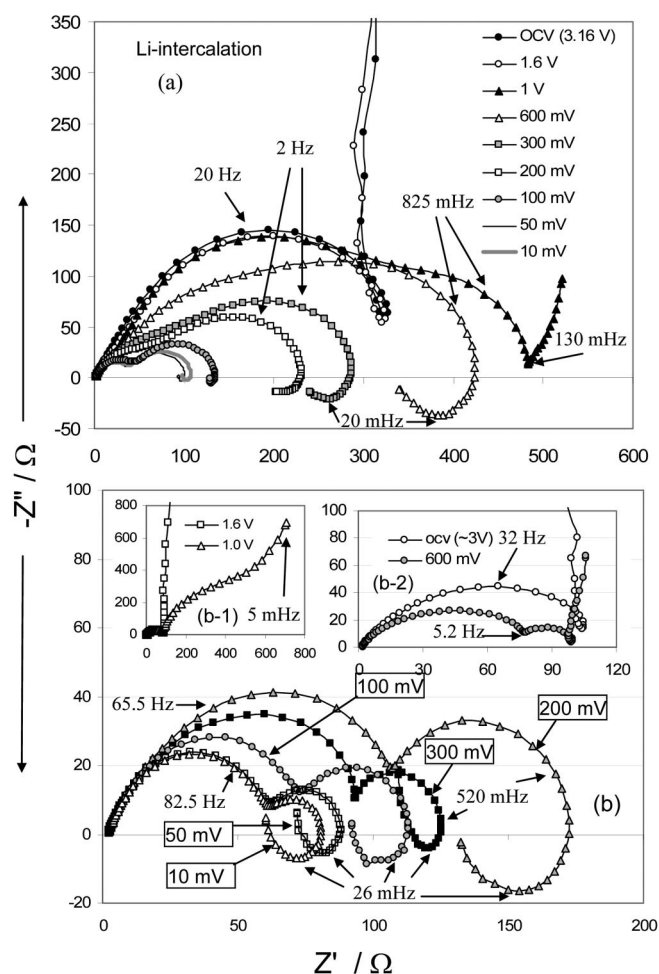 350
300
250
200
150
100
50
0
-50
Li-intercalation
(a)
OCV (3.16 V)
1.6 V
1 V
600 mV
300 mV
200 mV
100 mV
50 mV
10 mV
20 Hz
2 Hz
825 mHz
130 mHz
20 mHz
0 100 200 300 400 500 600
-Z" / Ω
100
80
60
40
20
0
-20
800
600
400
200
0
1.6 V
1.0 V
(b-1)
5 mHz
0 200 400 600 800
100
80
60
40
20
0
ocv (~3V)
600 mV
32 Hz
(b-2)
5.2 Hz
0 30 60 90 120
65.5 Hz
100 mV
200 mV
300 mV
82.5 Hz
520 mHz
(b)
50 mV
10 mV
26 mHz
0 50 100 150 200
Z' / Ω